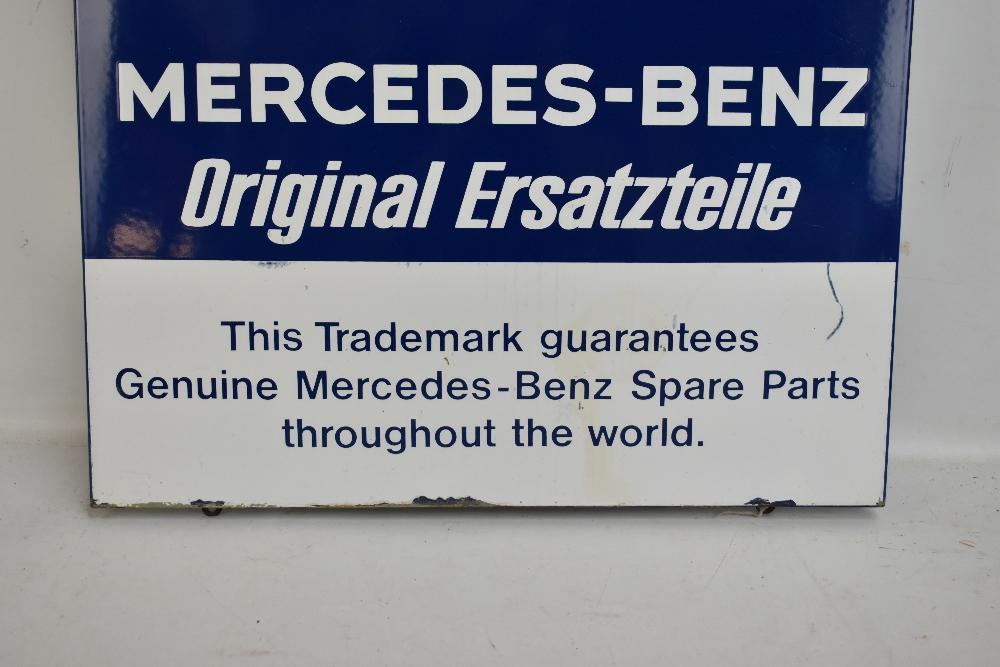 MERCEDES-BENZ
Original Ersatzteile
This Trademark guarantees
Genuine Mercedes-Benz Spare Parts
throughout the world.